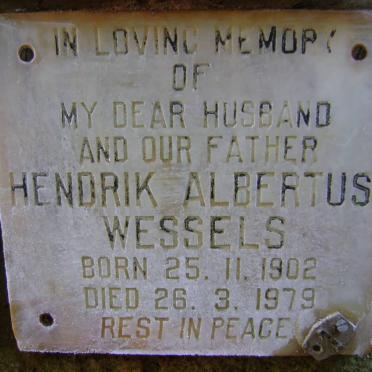 IN LOVING MEMORY
OF
MY DEAR HUSBAND
AND OUR FATHER
HENDRIK ALBERTUS
WESSELS
BORN 25. 11. 1902
DIED 26. 3. 1979
REST IN PEACE